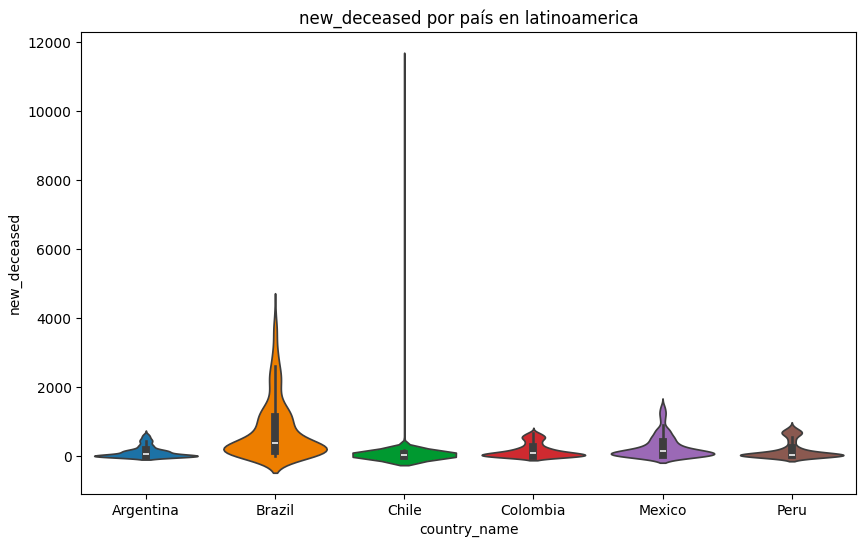 new_deceased por país en latinoamerica
12000
10000
8000
6000
4000
2000
0
new_deceased
Argentina Brazil Chile Colombia Mexico Peru
country_name